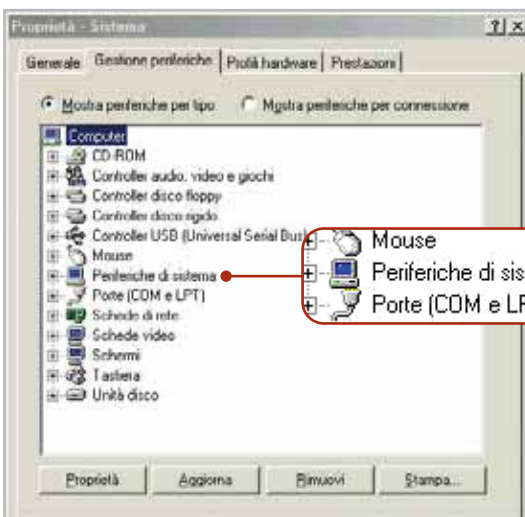 Proprietà - Sistema
Generale Gestione periferiche Profili hardware Prestazioni
Mostra periferiche per tipo Mostra periferiche per connessione
Computer
CD-ROM
Controller audio, video e giochi
Controller disco floppy
Controller disco rigido
Controller USB (Universal Serial Bus)
Mouse
Periferiche di sistema
Porte (COM e LPT)
Schede di rete
Schede video
Schermi
Tastiera
Unità disco
Mouse
Periferiche di sis
Porte (COM e LP
Proprietà Aggiorna Rimuovi Stampa...